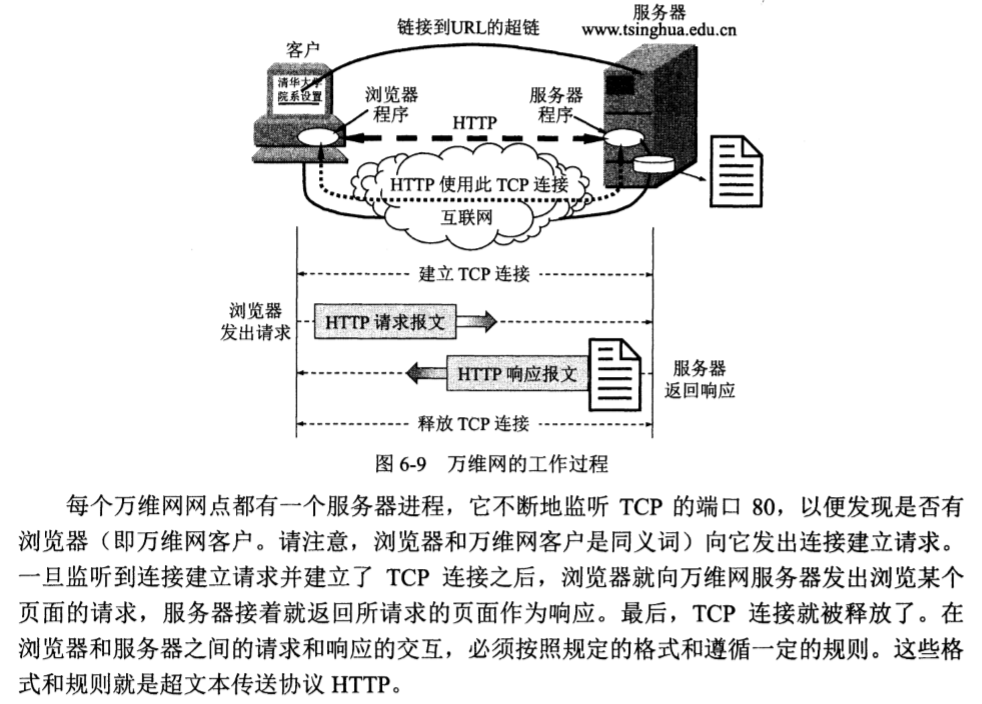 服务器
www.tsinghua.edu.cn
链接到URL的超链
客户
清华大学
院系设置
浏览器
程序
服务器
程序
HTTP
HTTP 使用此 TCP 连接
互联网
建立 TCP 连接
浏览器
发出请求
HTTP 请求报文
HTTP 响应报文
服务器
返回响应
释放 TCP 连接
图 6-9 万维网的工作过程
每个万维网网点都有一个服务器进程，它不断地监听 TCP 的端口 80，以便发现是否有
浏览器（即万维网客户。请注意，浏览器和万维网客户是同义词）向它发出连接建立请求。
一旦监听到连接建立请求并建立了 TCP 连接之后，浏览器就向万维网服务器发出浏览某个
页面的请求，服务器接着就返回所请求的页面作为响应。最后，TCP 连接就被释放了。在
浏览器和服务器之间的请求和响应的交互，必须按照规定的格式和遵循一定的规则。这些格
式和规则就是超文本传送协议 HTTP。